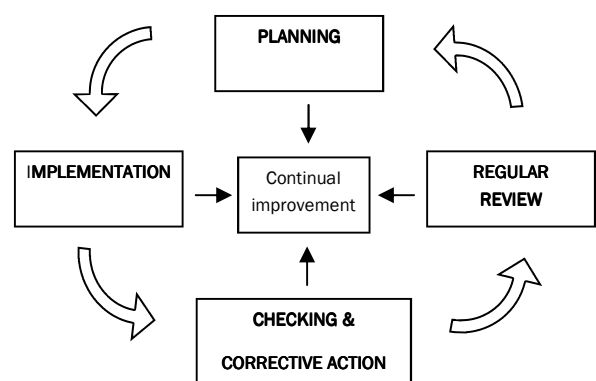 PLANNING
IMPLEMENTATION
Continual
improvement
REGULAR
REVIEW
CHECKING &
CORRECTIVE ACTION